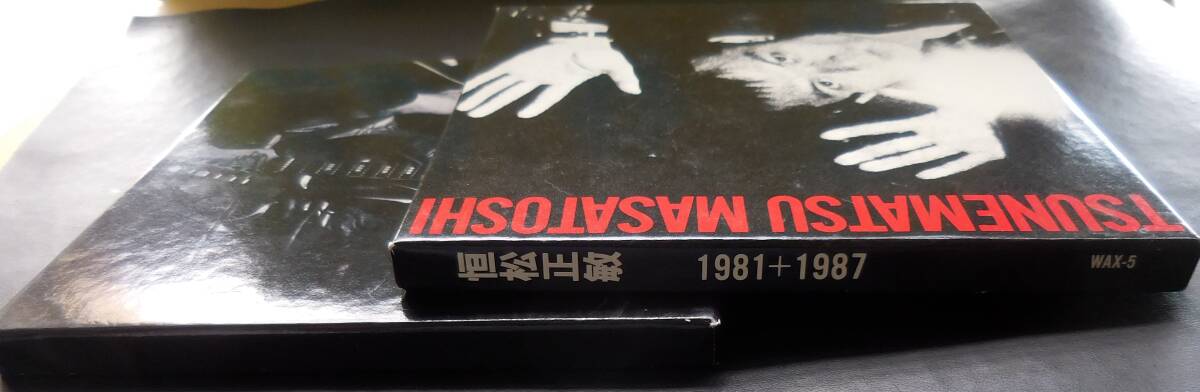 TSUNEMATSU MASATOSHI
恒松正敏 1981+1987 WAX-5